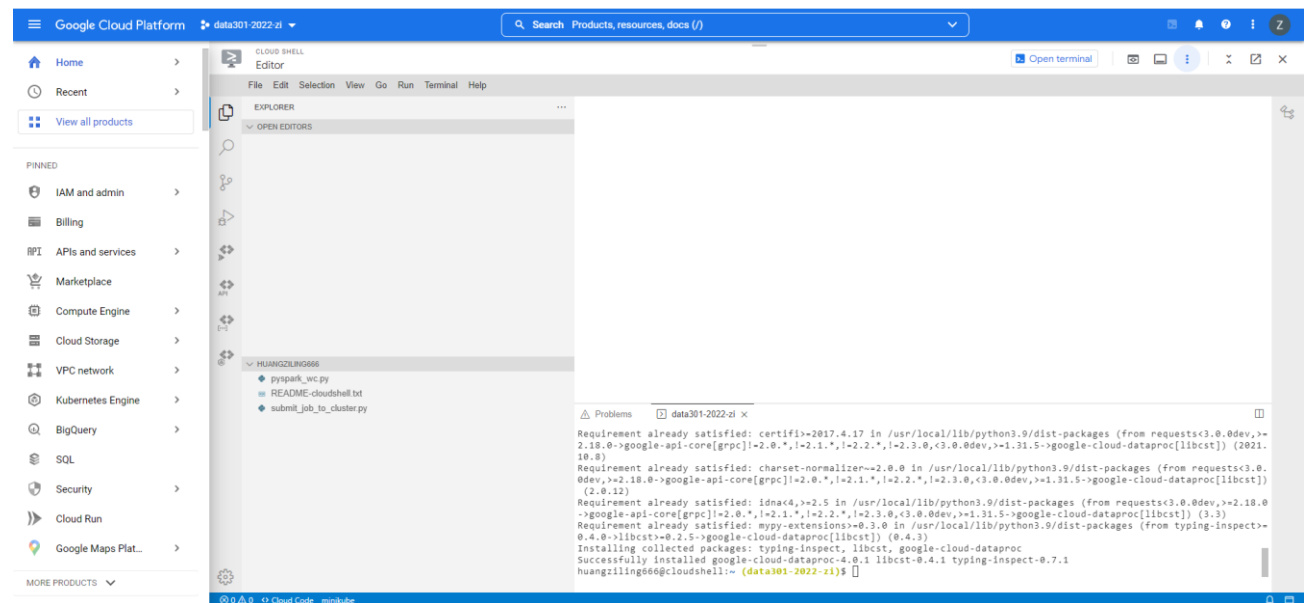 Google Cloud Platform
data301-2022-zi
Search Products, resources, docs (/)
Z
Home
Recent
View all products
PINNED
IAM and admin
Billing
API APIs and services
Marketplace
Compute Engine
Cloud Storage
VPC network
Kubernetes Engine
BigQuery
SQL
Security
Cloud Run
Google Maps Plat...
MORE PRODUCTS
CLOUD SHELL
Editor
Open terminal
File Edit Selection View Go Run Terminal Help
EXPLORER ...
OPEN EDITORS
API
HUANGZILING666
pyspark_wc.py
README-cloudshell.txt
submit_job_to_cluster.py
Problems data301-2022-zi ×
Requirement already satisfied: certifi>=2017.4.17 in /usr/local/lib/python3.9/dist-packages (from requests<3.0.0dev,>=
2.18.0->google-api-core[grpc]!=2.0.*,!=2.1.*,!=2.2.*,!=2.3.0,<3.0.0dev,>=1.31.5->google-cloud-dataproc[libcst]) (2021.
10.8)
Requirement already satisfied: charset-normalizer~=2.0.0 in /usr/local/lib/python3.9/dist-packages (from requests<3.0.
0dev,>=2.18.0->google-api-core[grpc]!=2.0.*,!=2.1.*,!=2.2.*,!=2.3.0,<3.0.0dev,>=1.31.5->google-cloud-dataproc[libcst])
(2.0.12)
Requirement already satisfied: idna<4,>=2.5 in /usr/local/lib/python3.9/dist-packages (from requests<3.0.0dev,>=2.18.0
->google-api-core[grpc]!=2.0.*,!=2.1.*,!=2.2.*,!=2.3.0,<3.0.0dev,>=1.31.5->google-cloud-dataproc[libcst]) (3.3)
Requirement already satisfied: mypy-extensions>=0.3.0 in /usr/local/lib/python3.9/dist-packages (from typing-inspect>=
0.4.0->libcst>=0.2.5->google-cloud-dataproc[libcst]) (0.4.3)
Installing collected packages: typing-inspect, libcst, google-cloud-dataproc
Successfully installed google-cloud-dataproc-4.0.1 libcst-0.4.1 typing-inspect-0.7.1
huangziling666@cloudshell:~ (data301-2022-zi)$
0 0 Cloud Code minikube